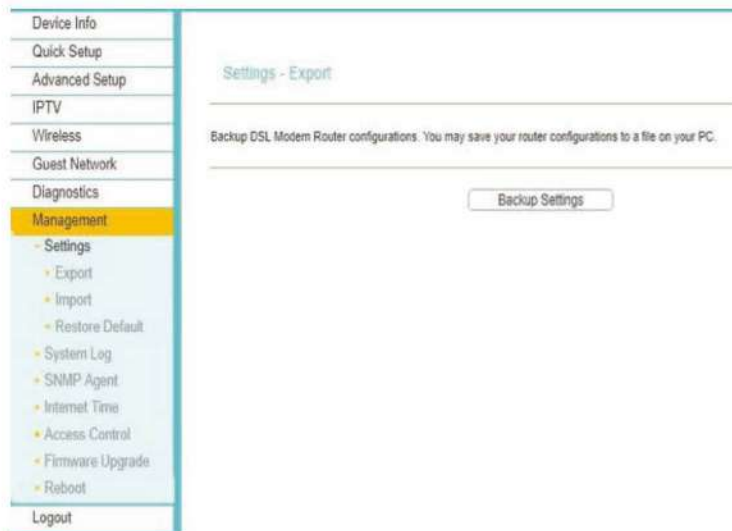 Device Info
Quick Setup
Advanced Setup
IPTV
Wireless
Guest Network
Diagnostics
Management
Settings
Export
Import
Restore Default
System Log
SNMP Agent
Internet Time
Access Control
Firmware Upgrade
Reboot
Logout
Settings - Export
Backup DSL Modem Router configurations. You may save your router configurations to a file on your PC.
Backup Settings